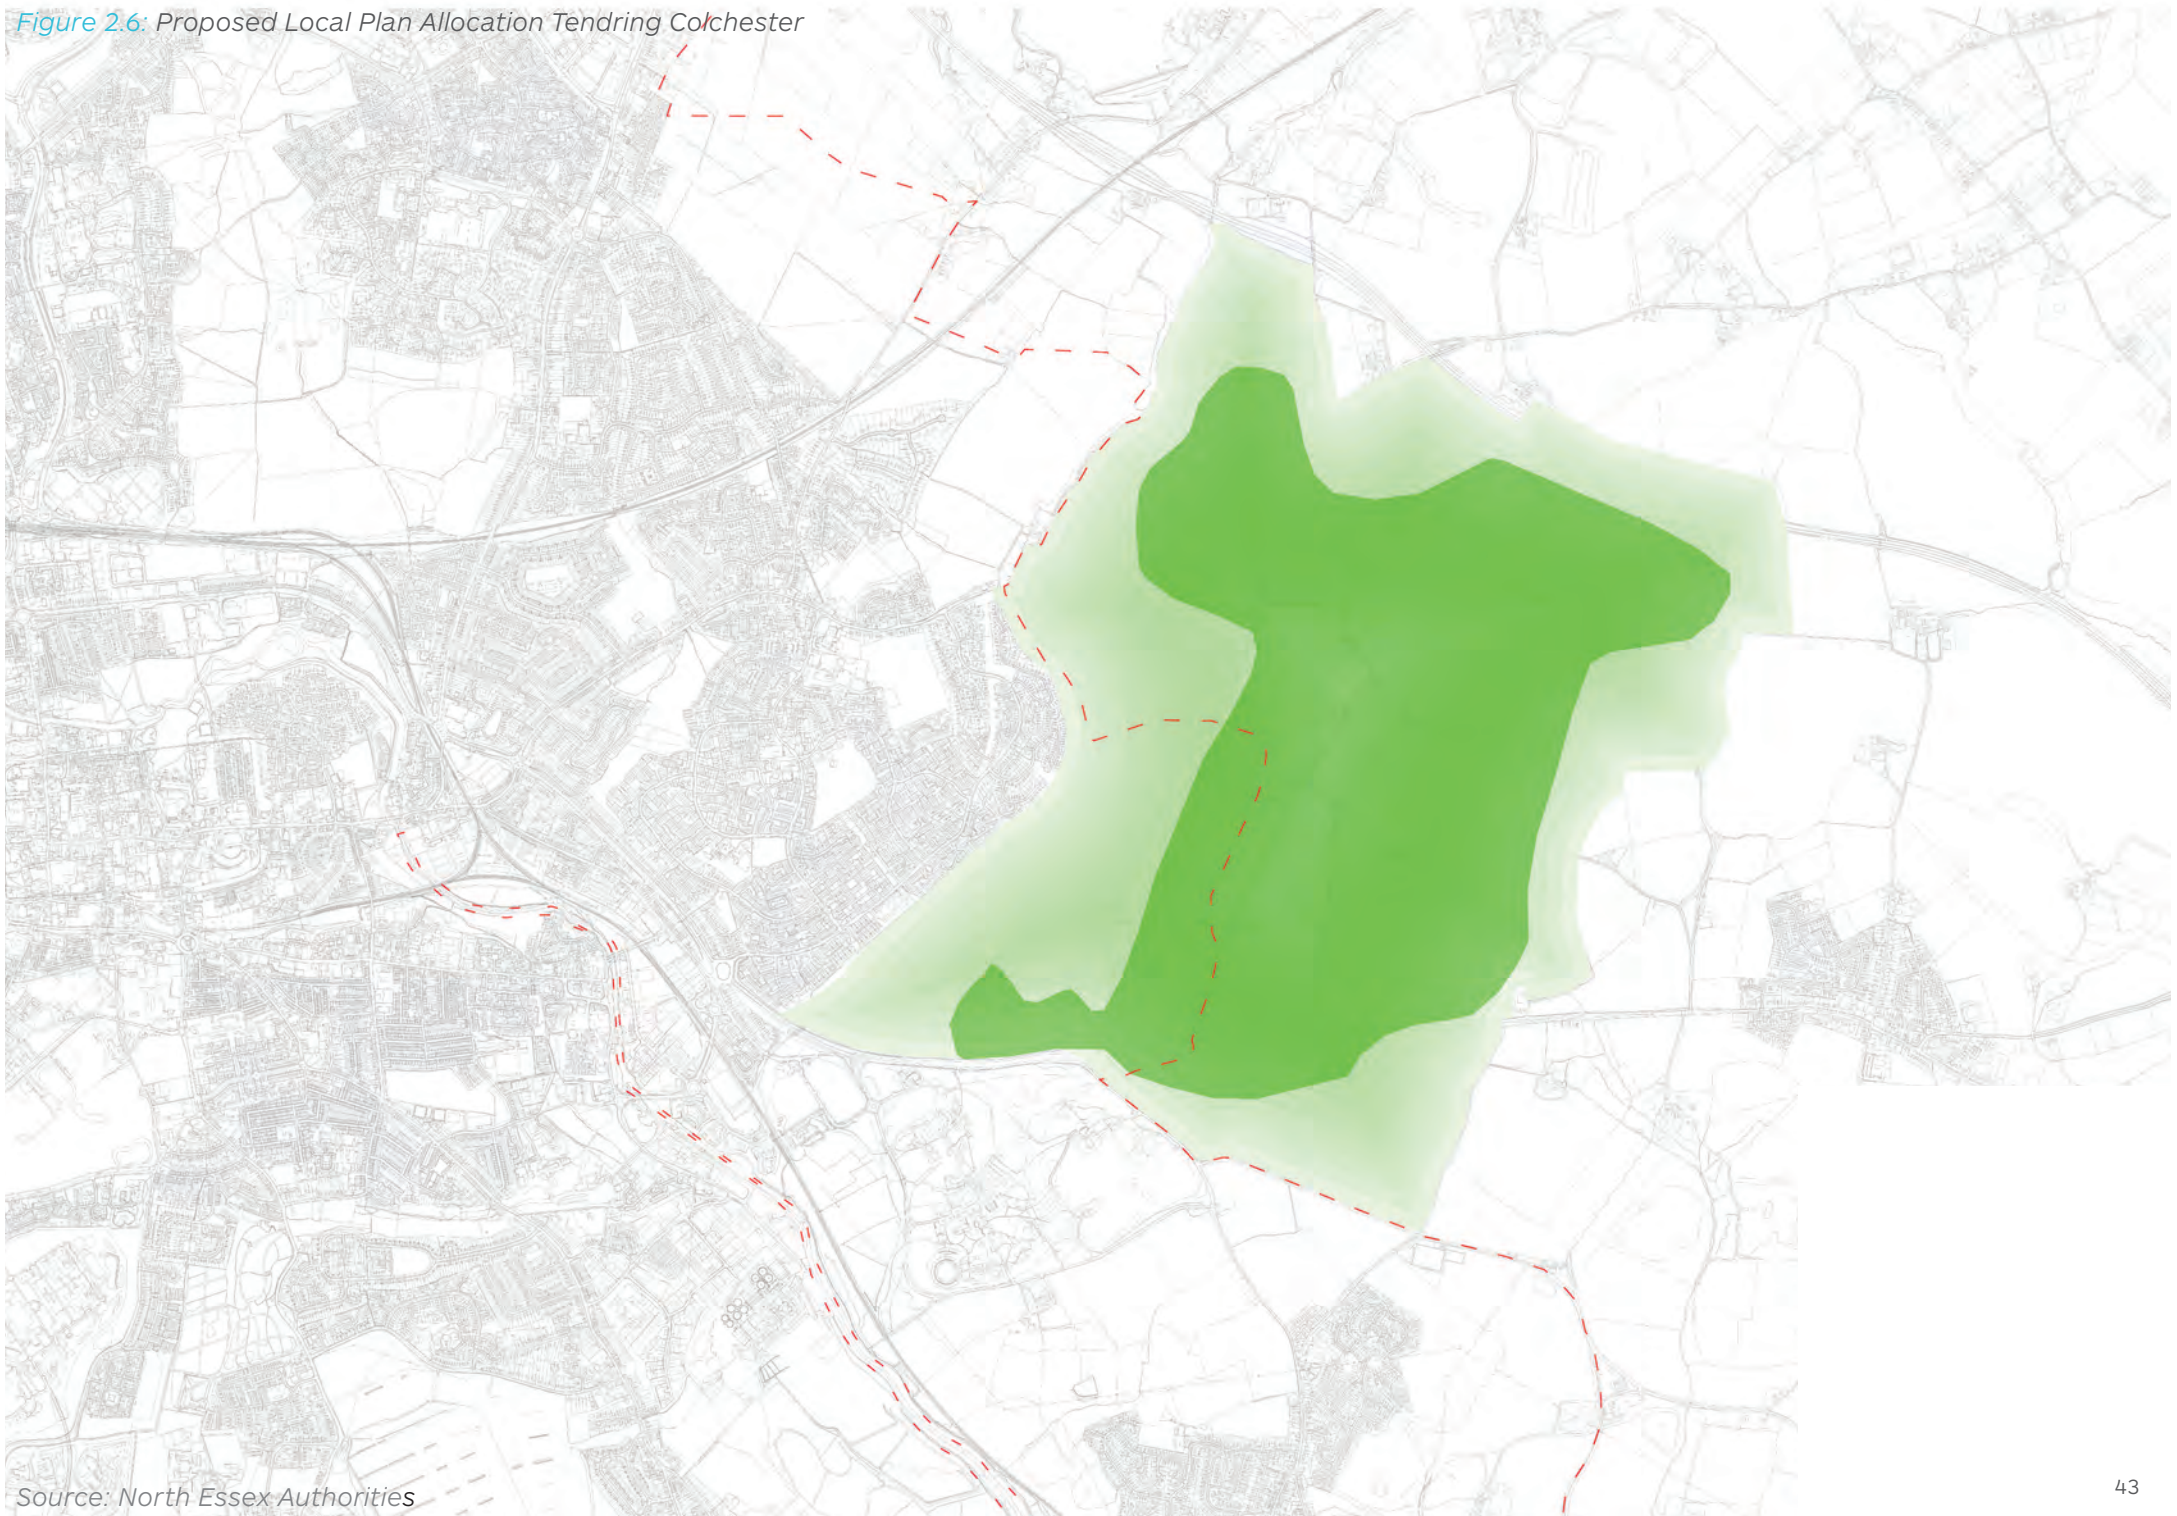 Figure 2.6: Proposed Local Plan Allocation Tendring Colchester
Source: North Essex Authorities
43